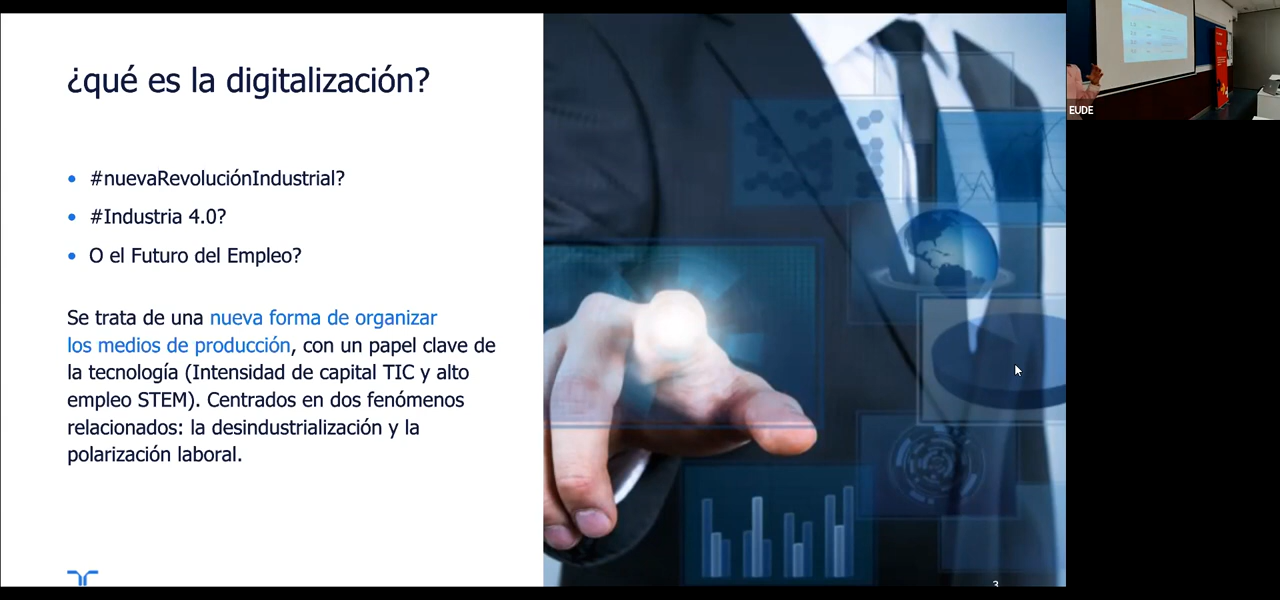 ¿qué es la digitalización?
#nuevaRevoluciónIndustrial?
#Industria 4.0?
O el Futuro del Empleo?
Se trata de una nueva forma de organizar
los medios de producción, con un papel clave de
la tecnología (Intensidad de capital TIC y alto
empleo STEM). Centrados en dos fenómenos
relacionados: la desindustrialización y la
polarización laboral.
3
EUDE